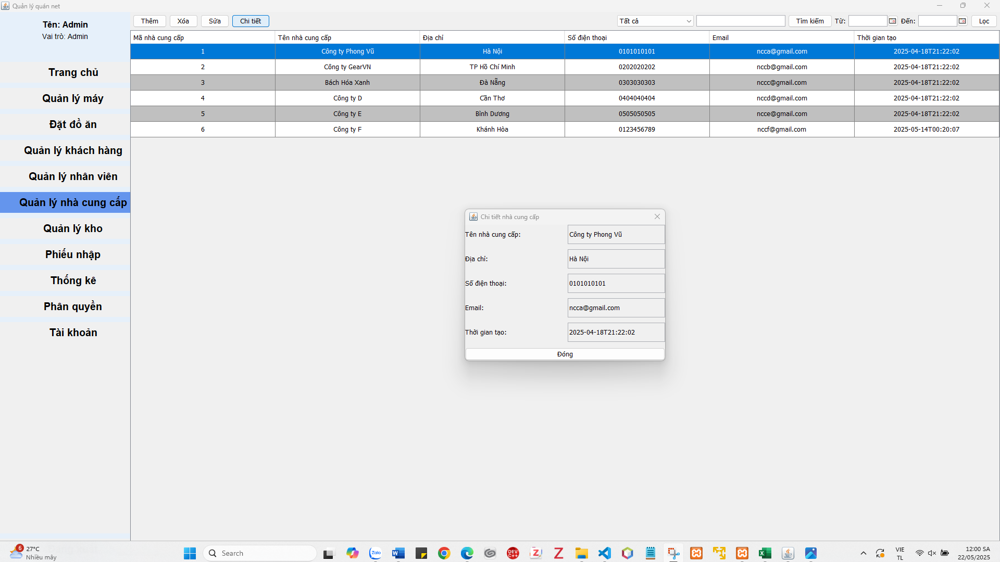 Quản lý quán net
Tên: Admin
Vai trò: Admin
Trang chủ
Quản lý máy
Đặt đồ ăn
Quản lý khách hàng
Quản lý nhân viên
Quản lý nhà cung cấp
Quản lý kho
Phiếu nhập
Thống kê
Phân quyền
Tài khoản
Thêm Xóa Sửa Chi tiết Tất cả Tìm kiếm Từ: Đến: Lọc
Mã nhà cung cấp Tên nhà cung cấp Địa chỉ Số điện thoại Email Thời gian tạo
1 Công ty Phong Vũ Hà Nội 0101010101 ncca@gmail.com 2025-04-18T21:22:02
2 Công ty GearVN TP Hồ Chí Minh 0202020202 nccb@gmail.com 2025-04-18T21:22:02
3 Bách Hóa Xanh Đà Nẵng 0303030303 nccc@gmail.com 2025-04-18T21:22:02
4 Công ty D Cần Thơ 0404040404 nccd@gmail.com 2025-04-18T21:22:02
5 Công ty E Bình Dương 0505050505 ncce@gmail.com 2025-04-18T21:22:02
6 Công ty F Khánh Hòa 0123456789 nccf@gmail.com 2025-05-14T00:20:07
Chi tiết nhà cung cấp
Tên nhà cung cấp: Công ty Phong Vũ
Địa chỉ: Hà Nội
Số điện thoại: 0101010101
Email: ncca@gmail.com
Thời gian tạo: 2025-04-18T21:22:02
Đóng
6
27°C
Nhiều mây
Search
Zalo
DEV C++
VIE
TL
12:00 SA
22/05/2025